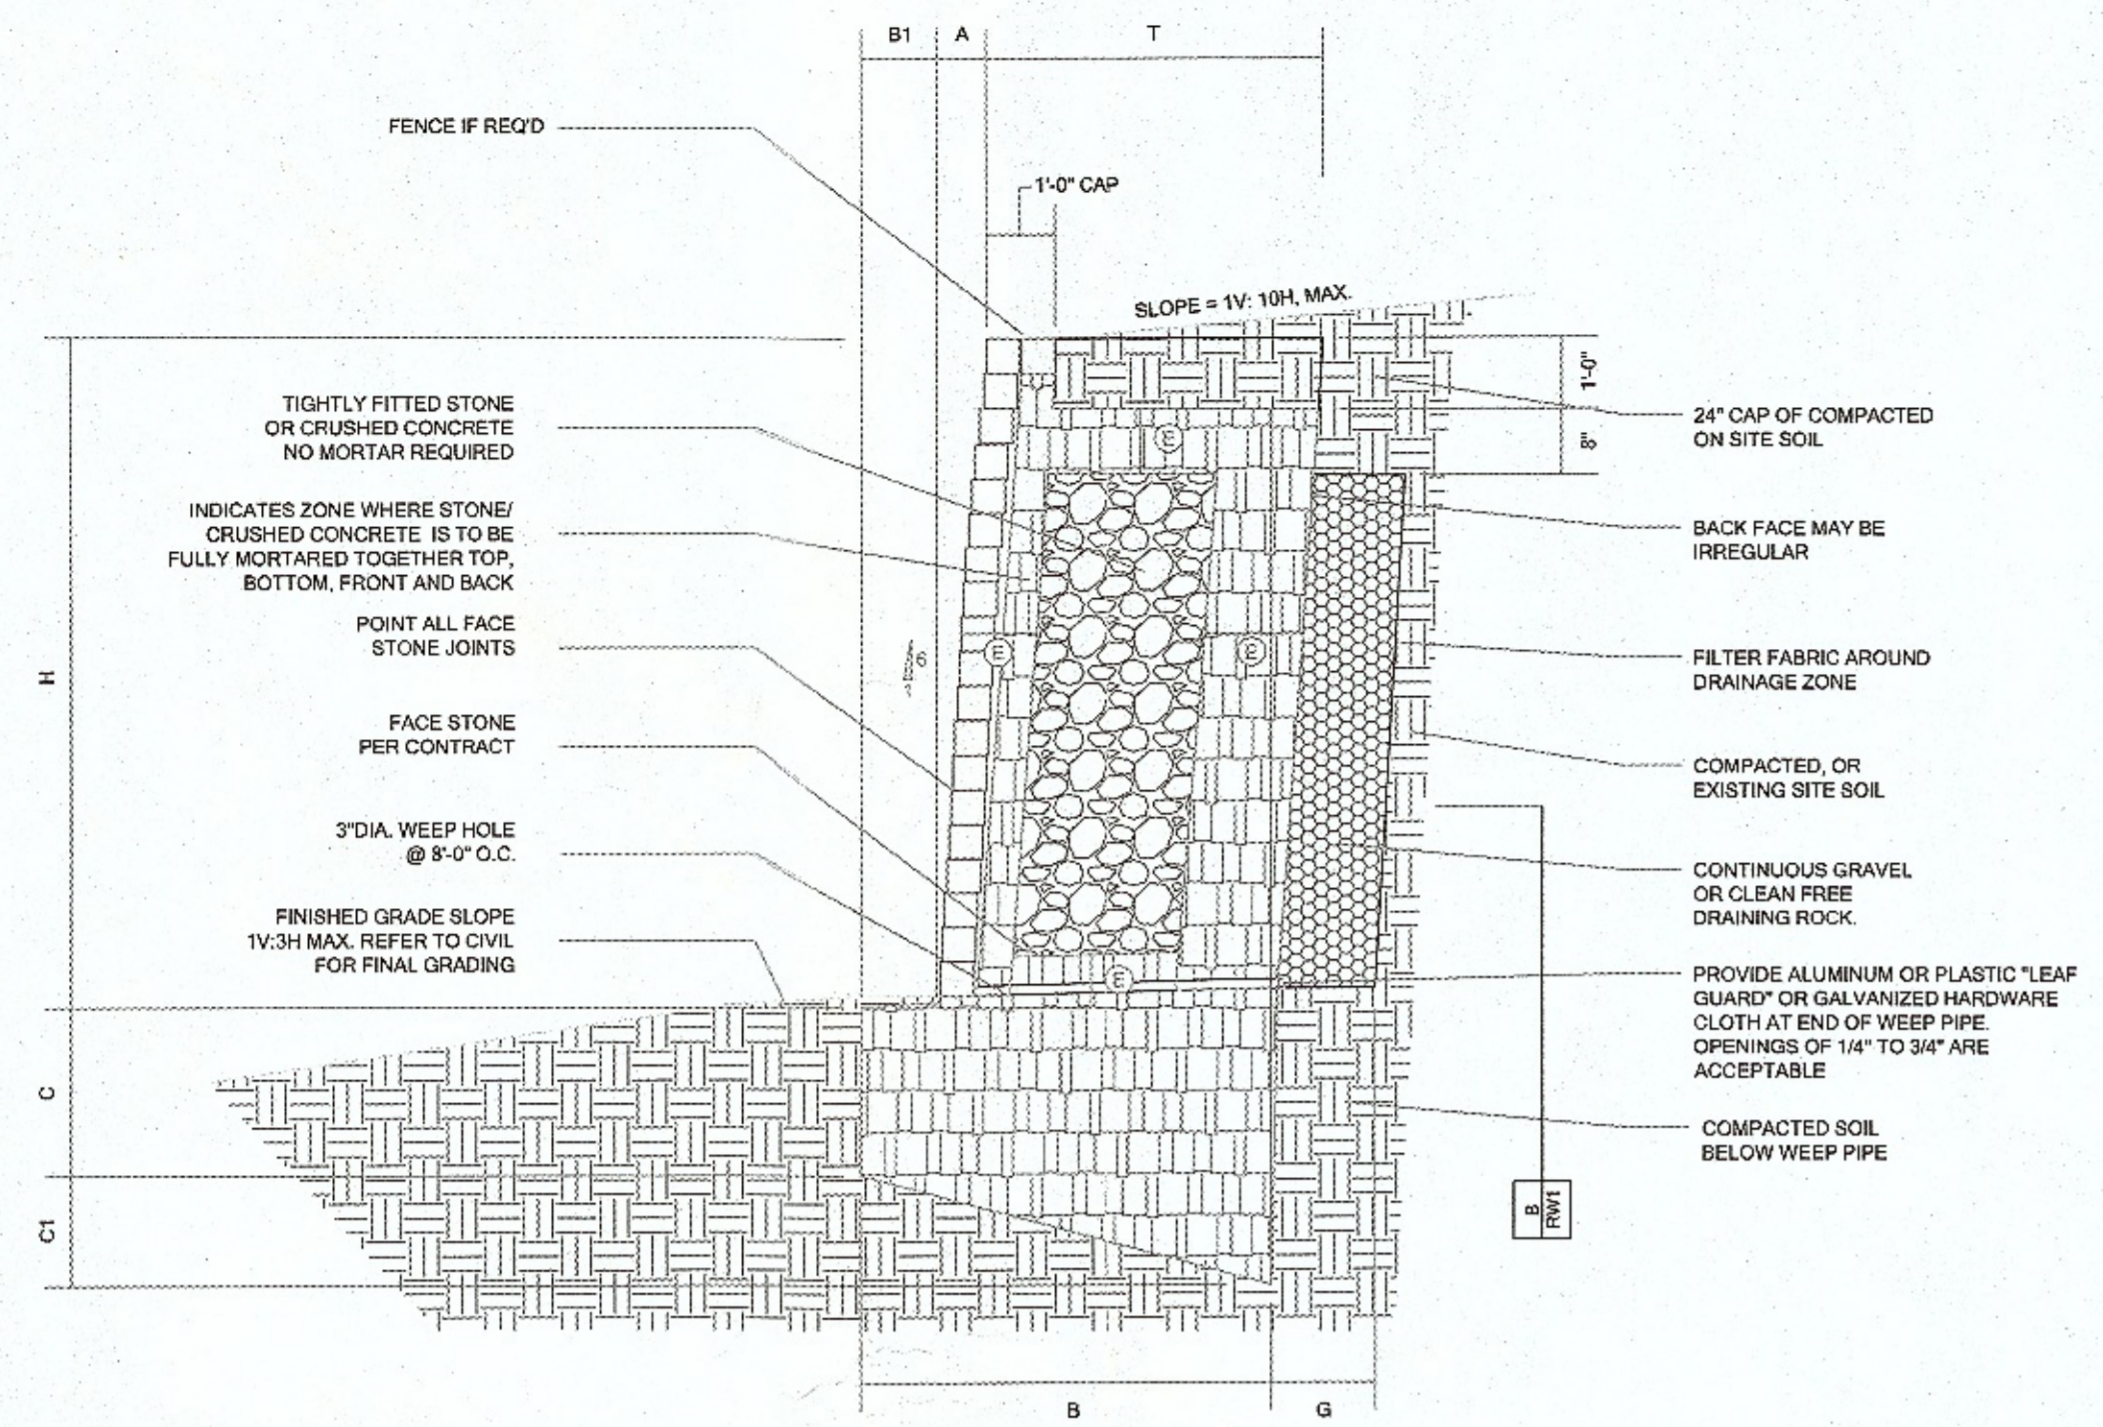 B1
A
T
FENCE IF REQ'D
1'-0" CAP
SLOPE = 1V: 10H, MAX.
TIGHTLY FITTED STONE
OR CRUSHED CONCRETE
NO MORTAR REQUIRED
INDICATES ZONE WHERE STONE/
CRUSHED CONCRETE IS TO BE
FULLY MORTARED TOGETHER TOP,
BOTTOM, FRONT AND BACK
POINT ALL FACE
STONE JOINTS
FACE STONE
PER CONTRACT
3"DIA. WEEP HOLE
@ 8'-0" O.C.
FINISHED GRADE SLOPE
1V:3H MAX. REFER TO CIVIL
FOR FINAL GRADING
H
C
C1
6
E
E
E
E
1'-0"
8"
24" CAP OF COMPACTED
ON SITE SOIL
BACK FACE MAY BE
IRREGULAR
FILTER FABRIC AROUND
DRAINAGE ZONE
COMPACTED, OR
EXISTING SITE SOIL
CONTINUOUS GRAVEL
OR CLEAN FREE
DRAINING ROCK.
PROVIDE ALUMINUM OR PLASTIC "LEAF
GUARD" OR GALVANIZED HARDWARE
CLOTH AT END OF WEEP PIPE.
OPENINGS OF 1/4" TO 3/4" ARE
ACCEPTABLE
COMPACTED SOIL
BELOW WEEP PIPE
B
RW1
B
G